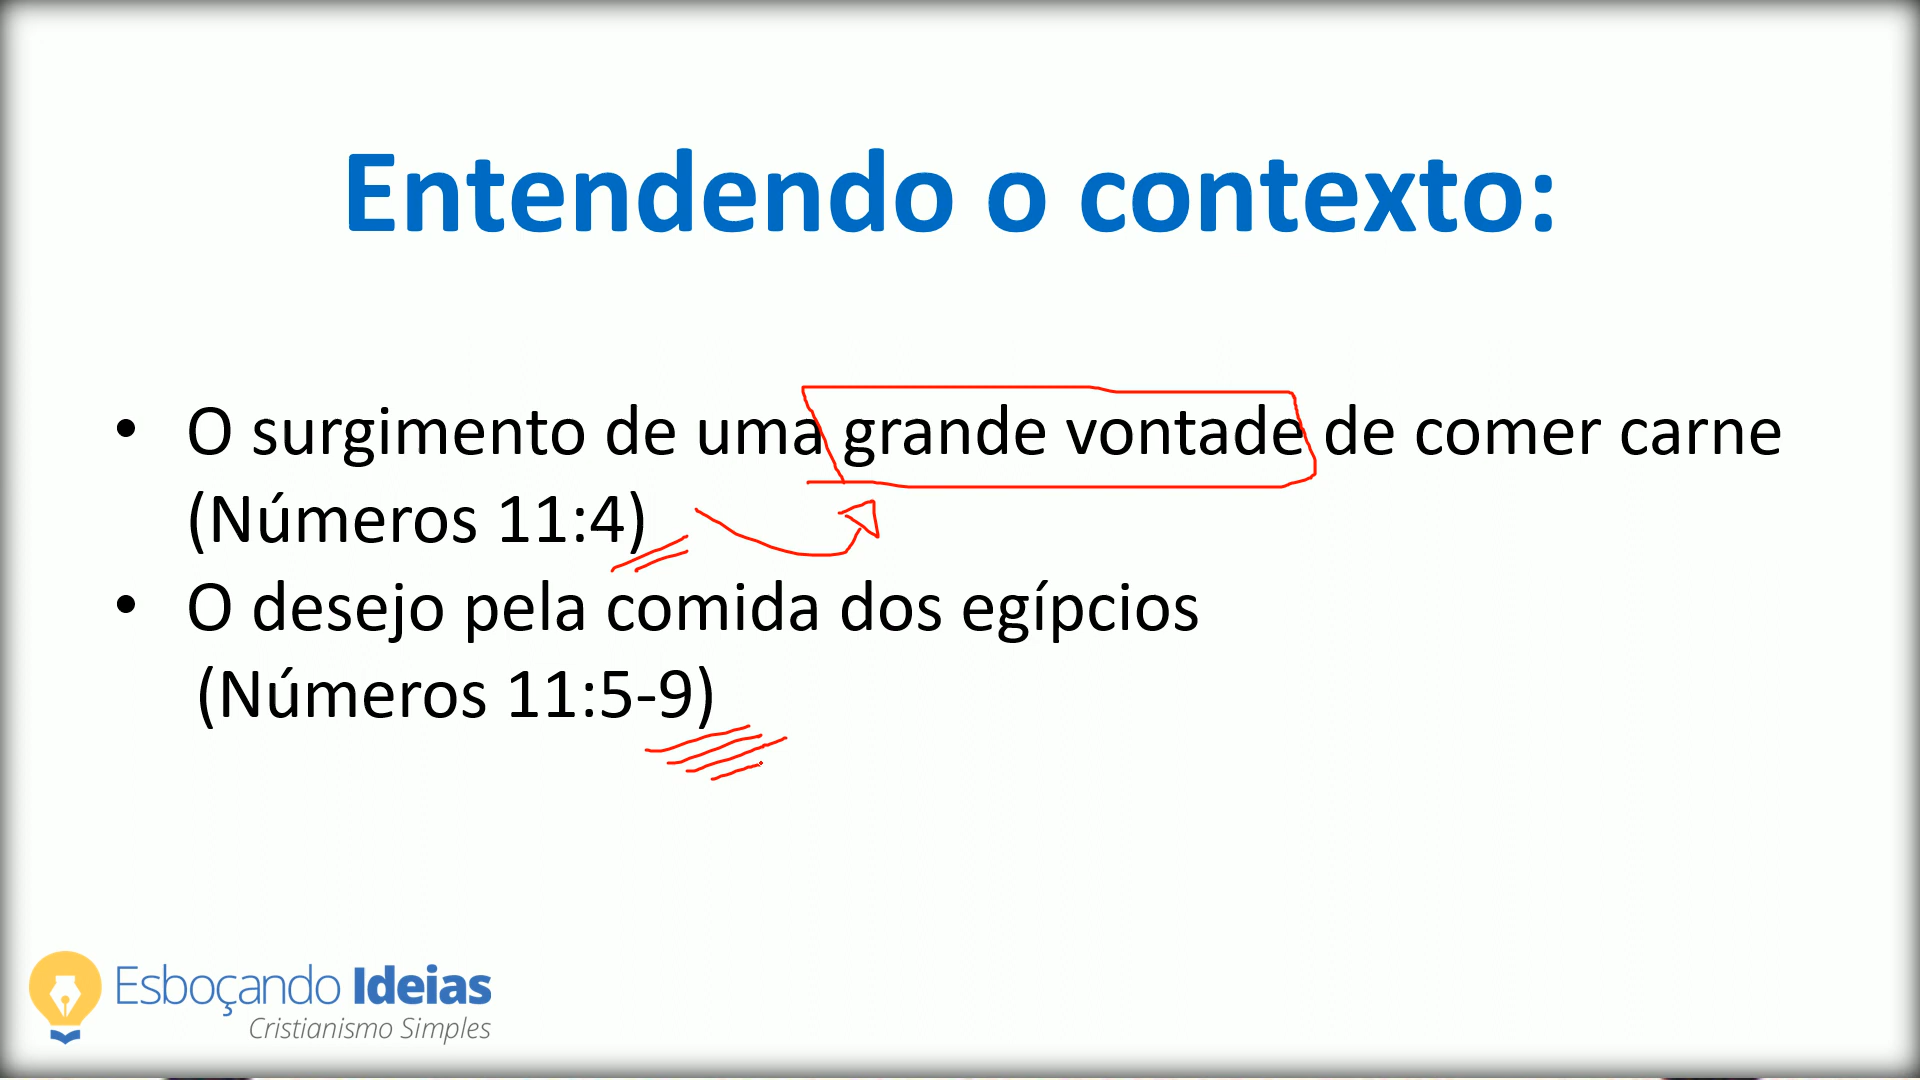 Entendendo o contexto:
• O surgimento de uma grande vontade de comer carne
(Números 11:4)
• O desejo pela comida dos egípcios
(Números 11:5-9)
Esboçando Ideias
Cristianismo Simples